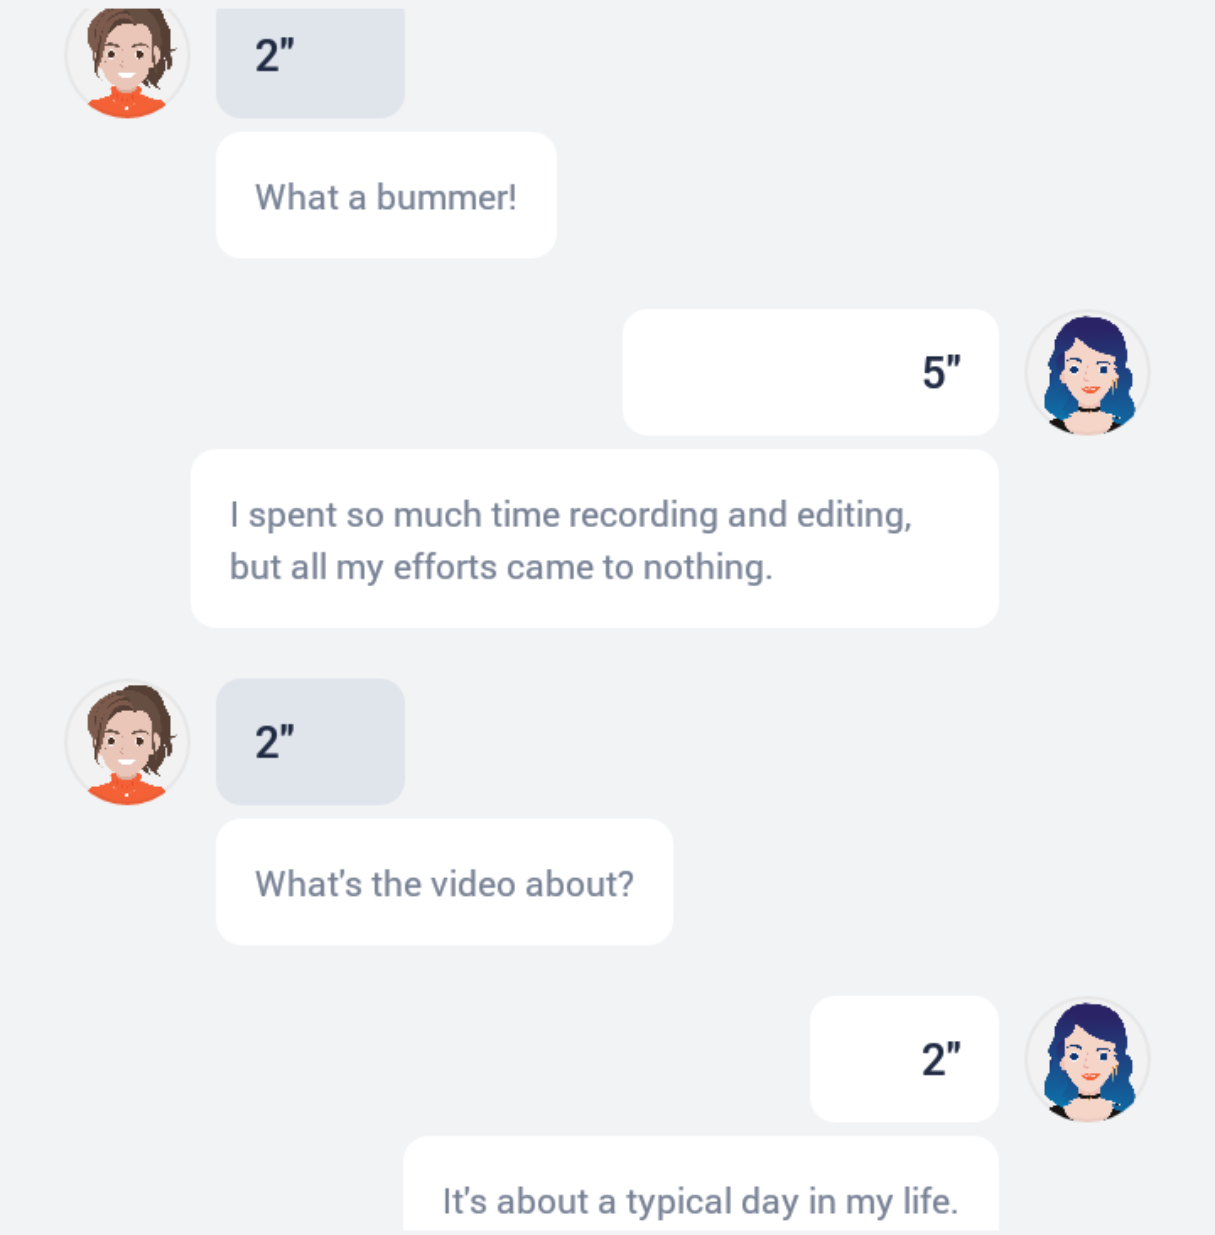 2"
What a bummer!
5"
I spent so much time recording and editing,
but all my efforts came to nothing.
2"
What's the video about?
2"
It's about a typical day in my life.